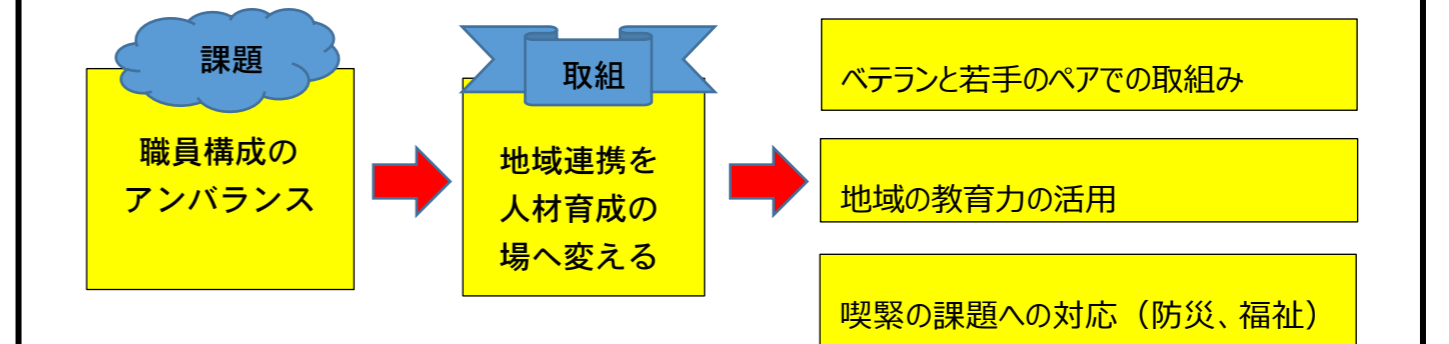 課題
職員構成の
アンバランス
取組
地域連携を
人材育成の
場へ変える
ベテランと若手のペアでの取組み
地域の教育力の活用
喫緊の課題への対応（防災、福祉）